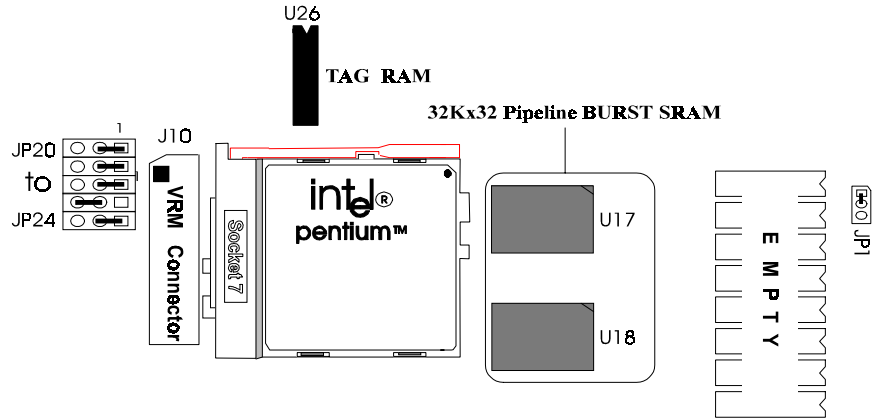 U26
TAG RAM
32Kx32 Pipeline BURST SRAM
1
JP20
to
JP24
J10
VRM Connector
Socket 7
intel®
pentium™
U17
U18
EMPTY
JP1